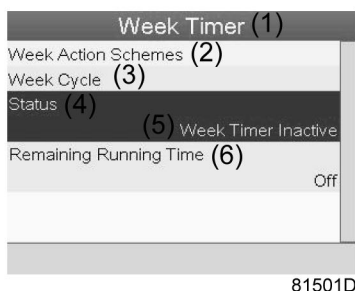 Week Timer (1)
Week Action Schemes (2)
Week Cycle (3)
Status (4)
(5) Week Timer Inactive
Remaining Running Time (6)
Off
81501D